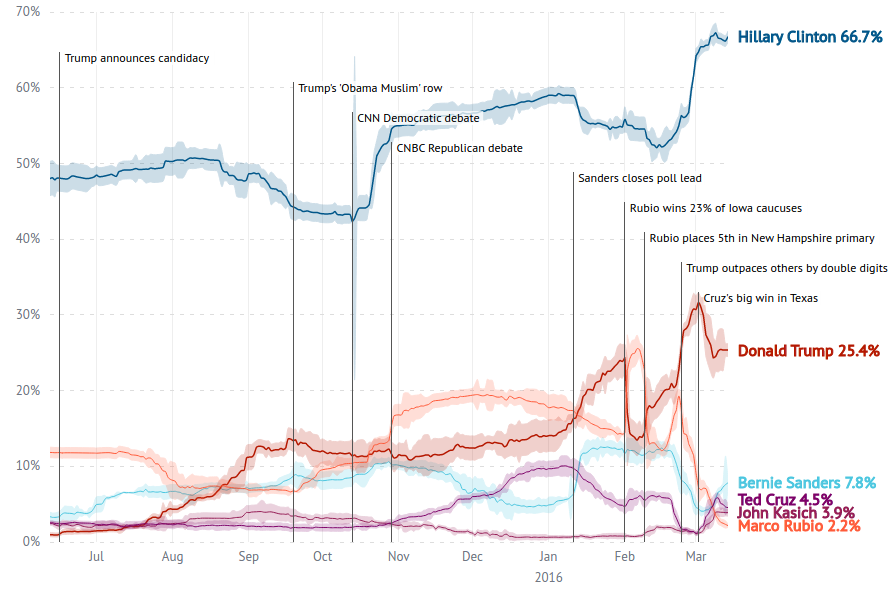 70%
Hillary Clinton 66.7%
Trump announces candidacy
60%
Trump's 'Obama Muslim' row
CNN Democratic debate
CNBC Republican debate
50%
Sanders closes poll lead
Rubio wins 23% of Iowa caucuses
40%
Rubio places 5th in New Hampshire primary
Trump outpaces others by double digits
Cruz's big win in Texas
30%
Donald Trump 25.4%
20%
10%
Bernie Sanders 7.8%
Ted Cruz 4.5%
John Kasich 3.9%
Marco Rubio 2.2%
0%
Jul Aug Sep Oct Nov Dec Jan Feb Mar
2016